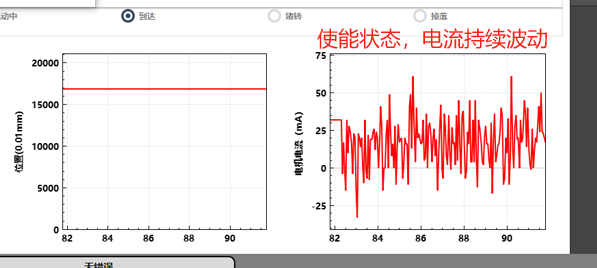 动中 到达 堵转 掉落
使能状态，电流持续波动
20000
15000
10000
5000
0
位置(0.01mm)
82 84 86 88 90
75
50
25
0
-25
电机电流 (mA)
82 84 86 88 90
无错误